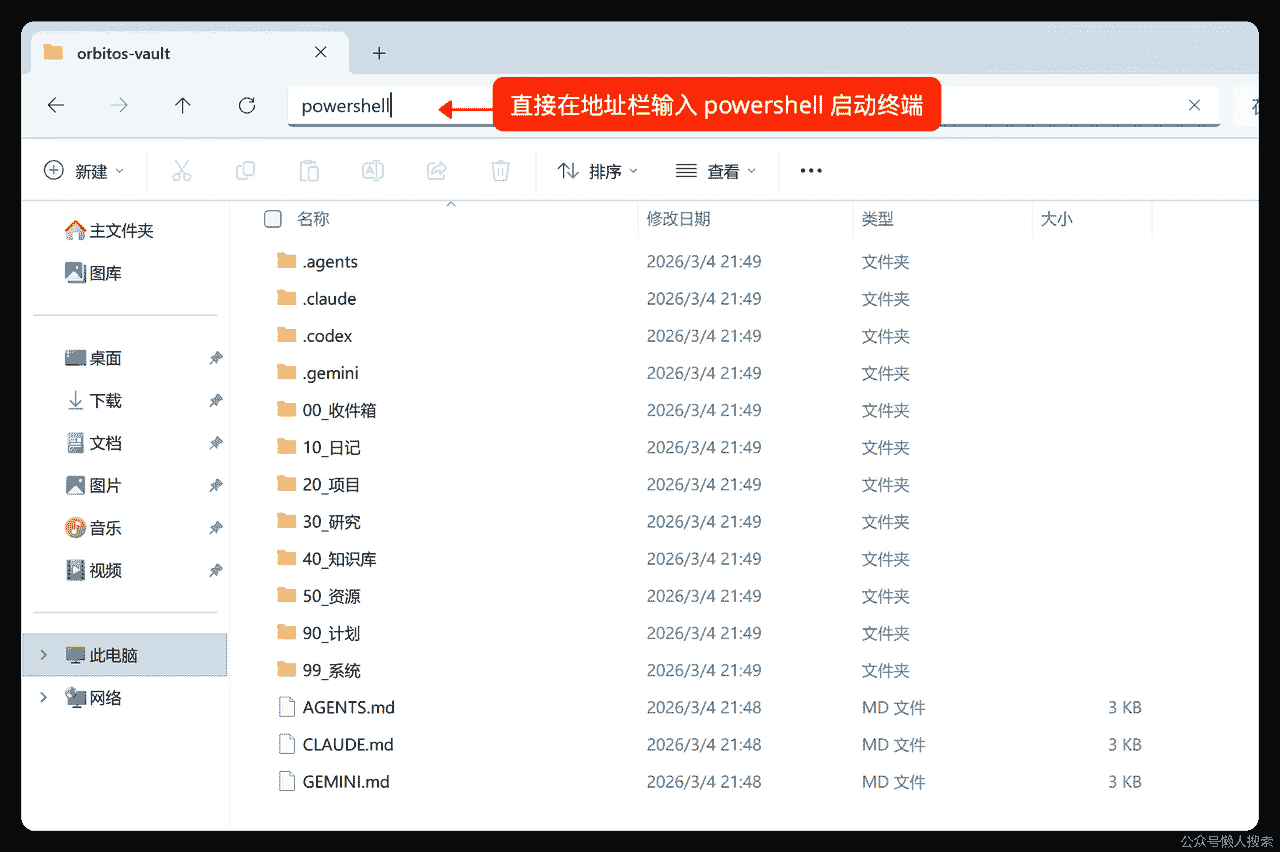 orbitos-vault
powershell
直接在地址栏输入 powershell 启动终端
新建
排序
查看
主文件夹
图库
桌面
下载
文档
图片
音乐
视频
此电脑
网络
名称 修改日期 类型 大小
.agents 2026/3/4 21:49 文件夹
.claude 2026/3/4 21:49 文件夹
.codex 2026/3/4 21:49 文件夹
.gemini 2026/3/4 21:49 文件夹
00_收件箱 2026/3/4 21:49 文件夹
10_日记 2026/3/4 21:49 文件夹
20_项目 2026/3/4 21:49 文件夹
30_研究 2026/3/4 21:49 文件夹
40_知识库 2026/3/4 21:49 文件夹
50_资源 2026/3/4 21:49 文件夹
90_计划 2026/3/4 21:49 文件夹
99_系统 2026/3/4 21:49 文件夹
AGENTS.md 2026/3/4 21:48 MD 文件 3 KB
CLAUDE.md 2026/3/4 21:48 MD 文件 3 KB
GEMINI.md 2026/3/4 21:48 MD 文件 3 KB
公众号懒人搜索